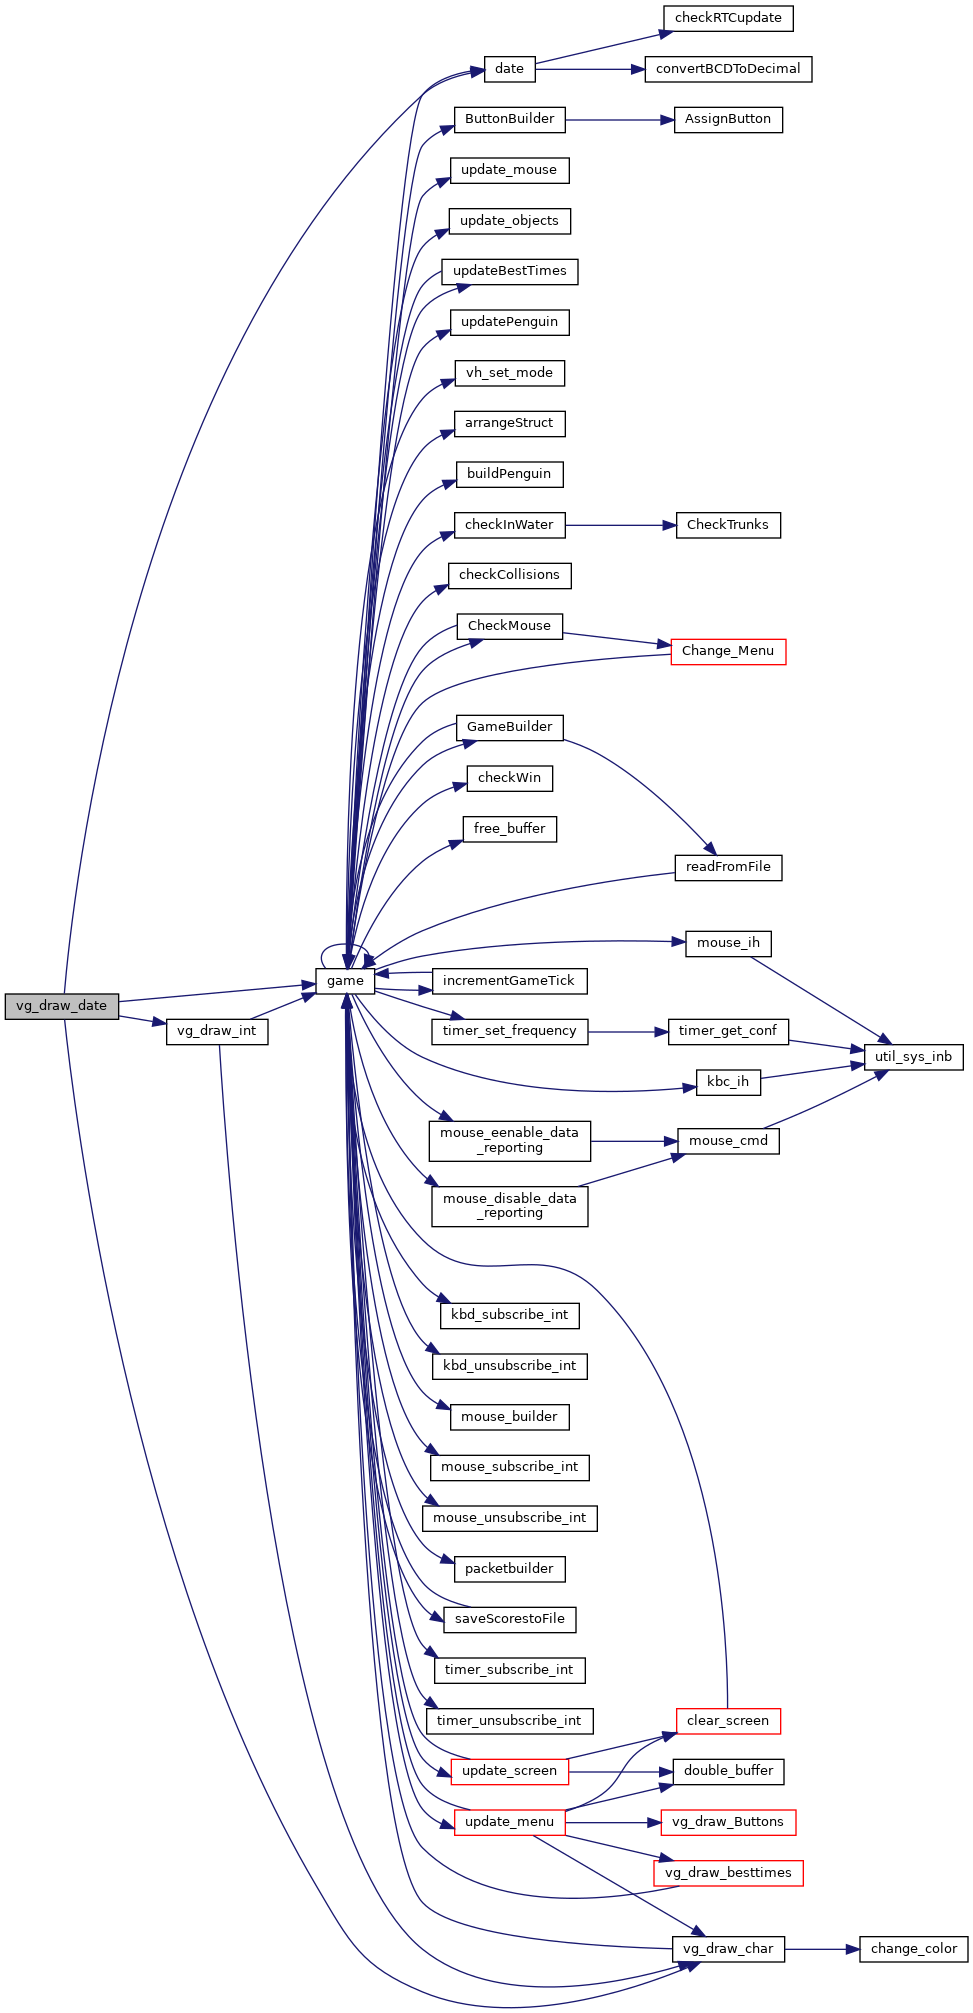 checkRTCupdate
date
convertBCDToDecimal
ButtonBuilder
AssignButton
update_mouse
update_objects
updateBestTimes
updatePenguin
vh_set_mode
arrangeStruct
buildPenguin
checkInWater
CheckTrunks
checkCollisions
CheckMouse
Change_Menu
GameBuilder
checkWin
free_buffer
readFromFile
mouse_ih
game
incrementGameTick
vg_draw_date
vg_draw_int
timer_set_frequency
timer_get_conf
util_sys_inb
kbc_ih
mouse_eenable_data
_reporting
mouse_cmd
mouse_disable_data
_reporting
kbd_subscribe_int
kbd_unsubscribe_int
mouse_builder
mouse_subscribe_int
mouse_unsubscribe_int
packetbuilder
saveScorestoFile
timer_subscribe_int
timer_unsubscribe_int
clear_screen
update_screen
double_buffer
update_menu
vg_draw_Buttons
vg_draw_besttimes
vg_draw_char
change_color